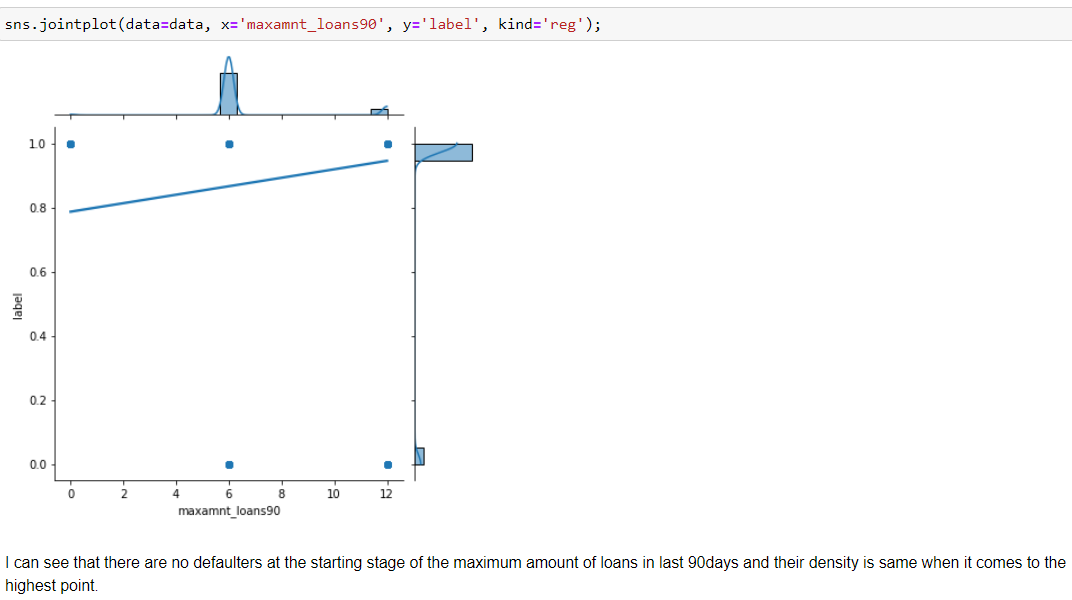 sns.jointplot(data=data, x='maxamnt_loans90', y='label', kind='reg');
1.0
0.8
0.6
0.4
0.2
0.0
label
0 2 4 6 8 10 12
maxamnt_loans90
I can see that there are no defaulters at the starting stage of the maximum amount of loans in last 90days and their density is same when it comes to the
highest point.